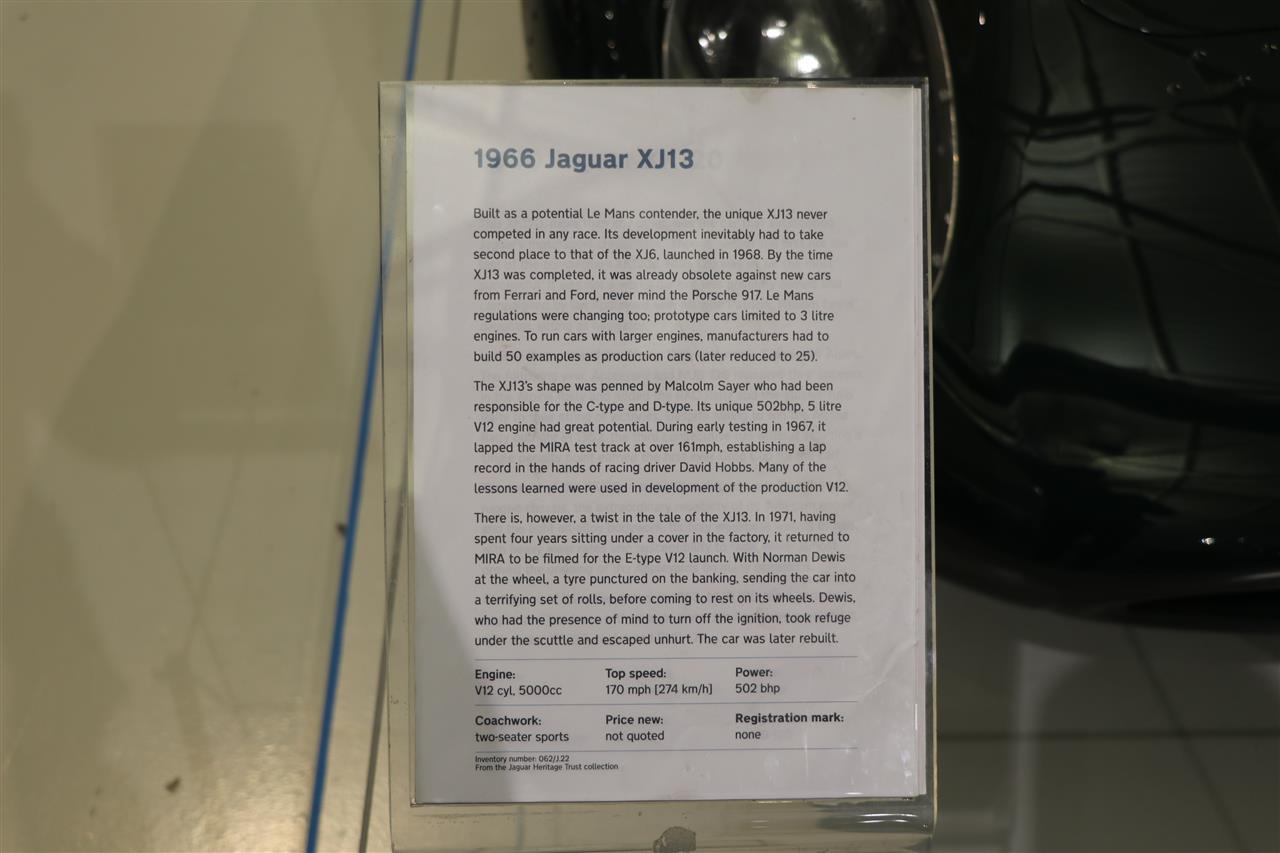 1966 Jaguar XJ13
Built as a potential Le Mans contender, the unique XJ13 never
competed in any race. Its development inevitably had to take
second place to that of the XJ6, launched in 1968. By the time
XJ13 was completed, it was already obsolete against new cars
from Ferrari and Ford, never mind the Porsche 917. Le Mans
regulations were changing too; prototype cars limited to 3 litre
engines. To run cars with larger engines, manufacturers had to
build 50 examples as production cars (later reduced to 25).
The XJ13's shape was penned by Malcolm Sayer who had been
responsible for the C-type and D-type. Its unique 502bhp, 5 litre
V12 engine had great potential. During early testing in 1967, it
lapped the MIRA test track at over 161mph, establishing a lap
record in the hands of racing driver David Hobbs. Many of the
lessons learned were used in development of the production V12.
There is, however, a twist in the tale of the XJ13. In 1971, having
spent four years sitting under a cover in the factory, it returned to
MIRA to be filmed for the E-type V12 launch. With Norman Dewis
at the wheel, a tyre punctured on the banking, sending the car into
a terrifying set of rolls, before coming to rest on its wheels. Dewis,
who had the presence of mind to turn off the ignition, took refuge
under the scuttle and escaped unhurt. The car was later rebuilt.
Engine: Top speed: Power:
V12 cyl, 5000cc 170 mph [274 km/h] 502 bhp
Coachwork: Price new: Registration mark:
two-seater sports not quoted none
Inventory number: 062/J.22
From the Jaguar Heritage Trust collection